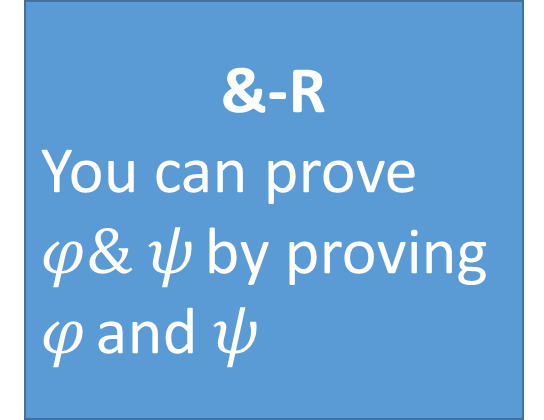 &-R
You can prove
𝜑& 𝜓 by proving
𝜑 and 𝜓